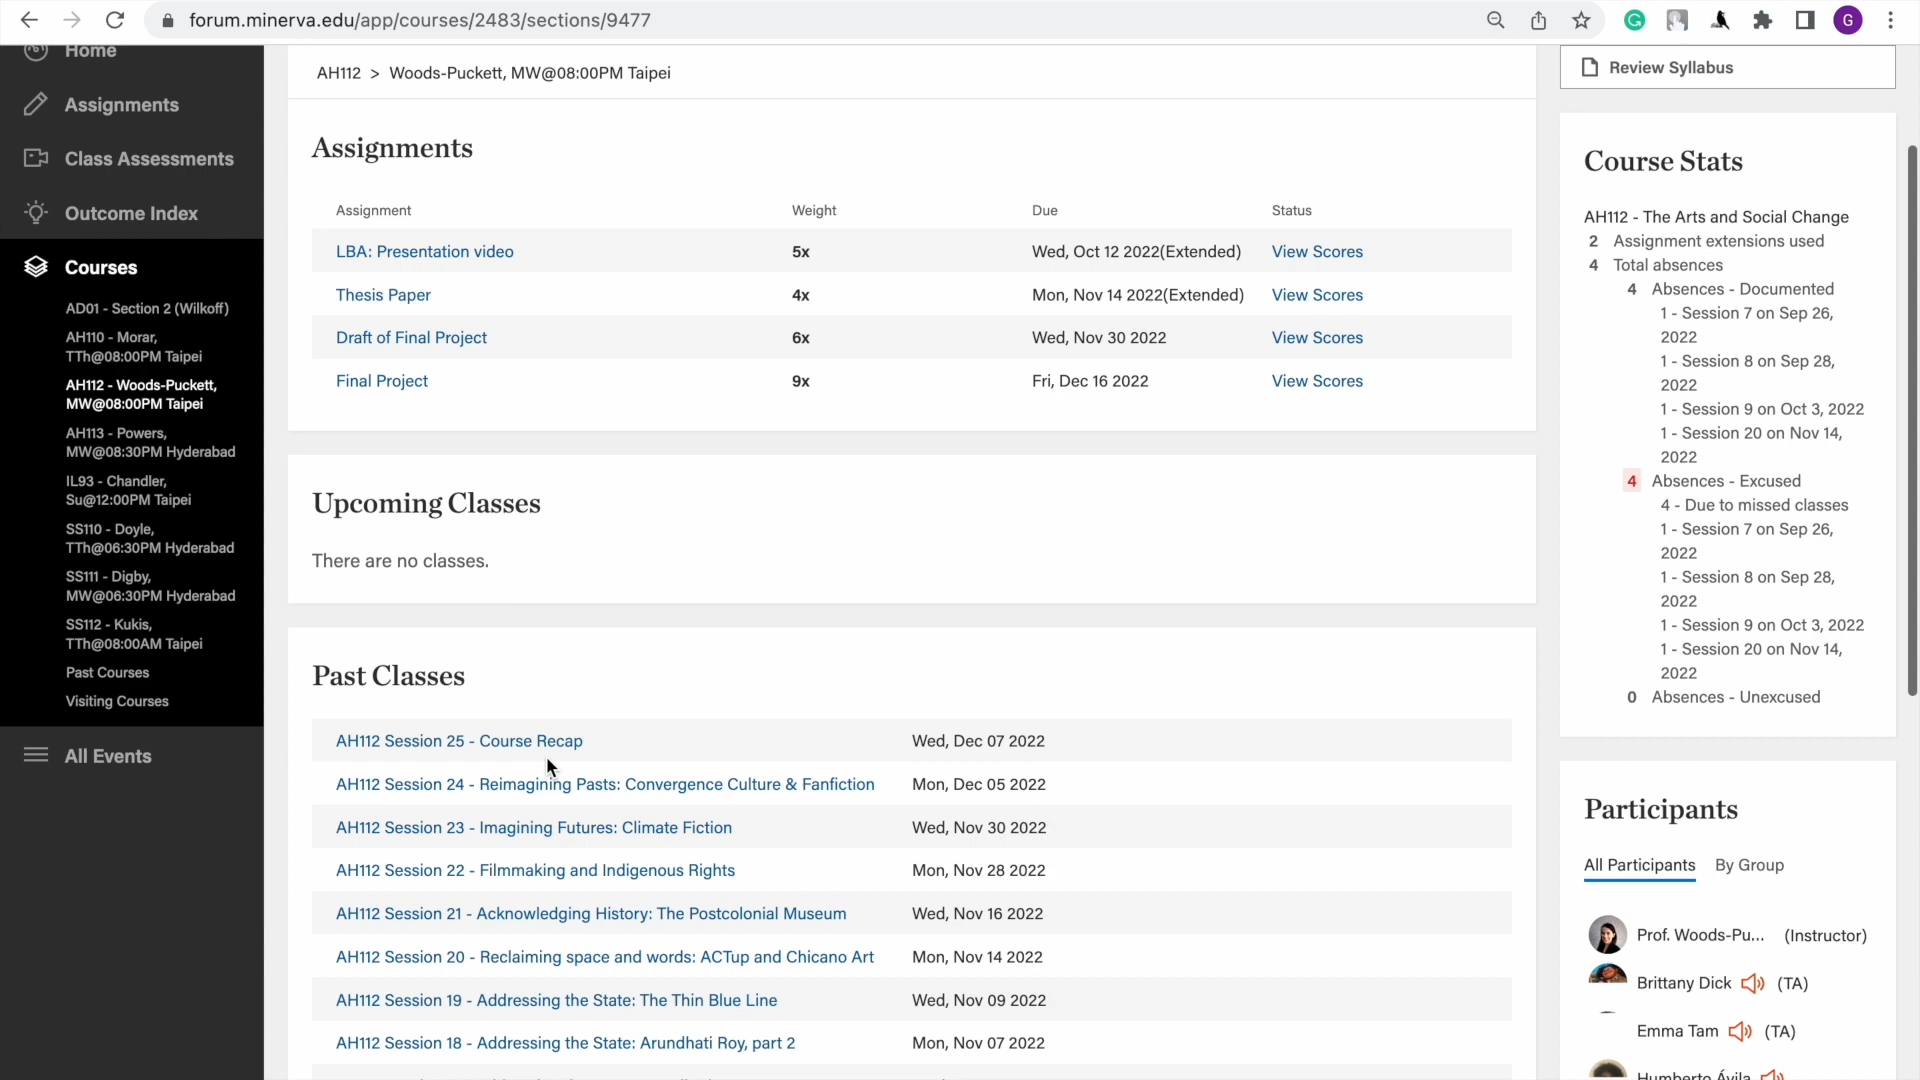 forum.minerva.edu/app/courses/2483/sections/9477
G
G
Home
Assignments
Class Assessments
Outcome Index
Courses
AD01 - Section 2 (Wilkoff)
AH110 - Morar,
TTh@08:00PM Taipei
AH112 - Woods-Puckett,
MW@08:00PM Taipei
AH113 - Powers,
MW@08:30PM Hyderabad
IL93 - Chandler,
Su@12:00PM Taipei
SS110 - Doyle,
TTh@06:30PM Hyderabad
SS111 - Digby,
MW@06:30PM Hyderabad
SS112 - Kukis,
TTh@08:00AM Taipei
Past Courses
Visiting Courses
All Events
AH112 > Woods-Puckett, MW@08:00PM Taipei
Assignments
Assignment Weight Due Status
LBA: Presentation video 5x Wed, Oct 12 2022(Extended) View Scores
Thesis Paper 4x Mon, Nov 14 2022(Extended) View Scores
Draft of Final Project 6x Wed, Nov 30 2022 View Scores
Final Project 9x Fri, Dec 16 2022 View Scores
Upcoming Classes
There are no classes.
Past Classes
AH112 Session 25 - Course Recap Wed, Dec 07 2022
AH112 Session 24 - Reimagining Pasts: Convergence Culture & Fanfiction Mon, Dec 05 2022
AH112 Session 23 - Imagining Futures: Climate Fiction Wed, Nov 30 2022
AH112 Session 22 - Filmmaking and Indigenous Rights Mon, Nov 28 2022
AH112 Session 21 - Acknowledging History: The Postcolonial Museum Wed, Nov 16 2022
AH112 Session 20 - Reclaiming space and words: ACTup and Chicano Art Mon, Nov 14 2022
AH112 Session 19 - Addressing the State: The Thin Blue Line Wed, Nov 09 2022
AH112 Session 18 - Addressing the State: Arundhati Roy, part 2 Mon, Nov 07 2022
Review Syllabus
Course Stats
AH112 - The Arts and Social Change
2 Assignment extensions used
4 Total absences
4 Absences - Documented
1 - Session 7 on Sep 26,
2022
1 - Session 8 on Sep 28,
2022
1 - Session 9 on Oct 3, 2022
1 - Session 20 on Nov 14,
2022
4 Absences - Excused
4 - Due to missed classes
1 - Session 7 on Sep 26,
2022
1 - Session 8 on Sep 28,
2022
1 - Session 9 on Oct 3, 2022
1 - Session 20 on Nov 14,
2022
0 Absences - Unexcused
Participants
All Participants By Group
Prof. Woods-Pu... (Instructor)
Brittany Dick (TA)
Emma Tam (TA)
Humberto Ávila